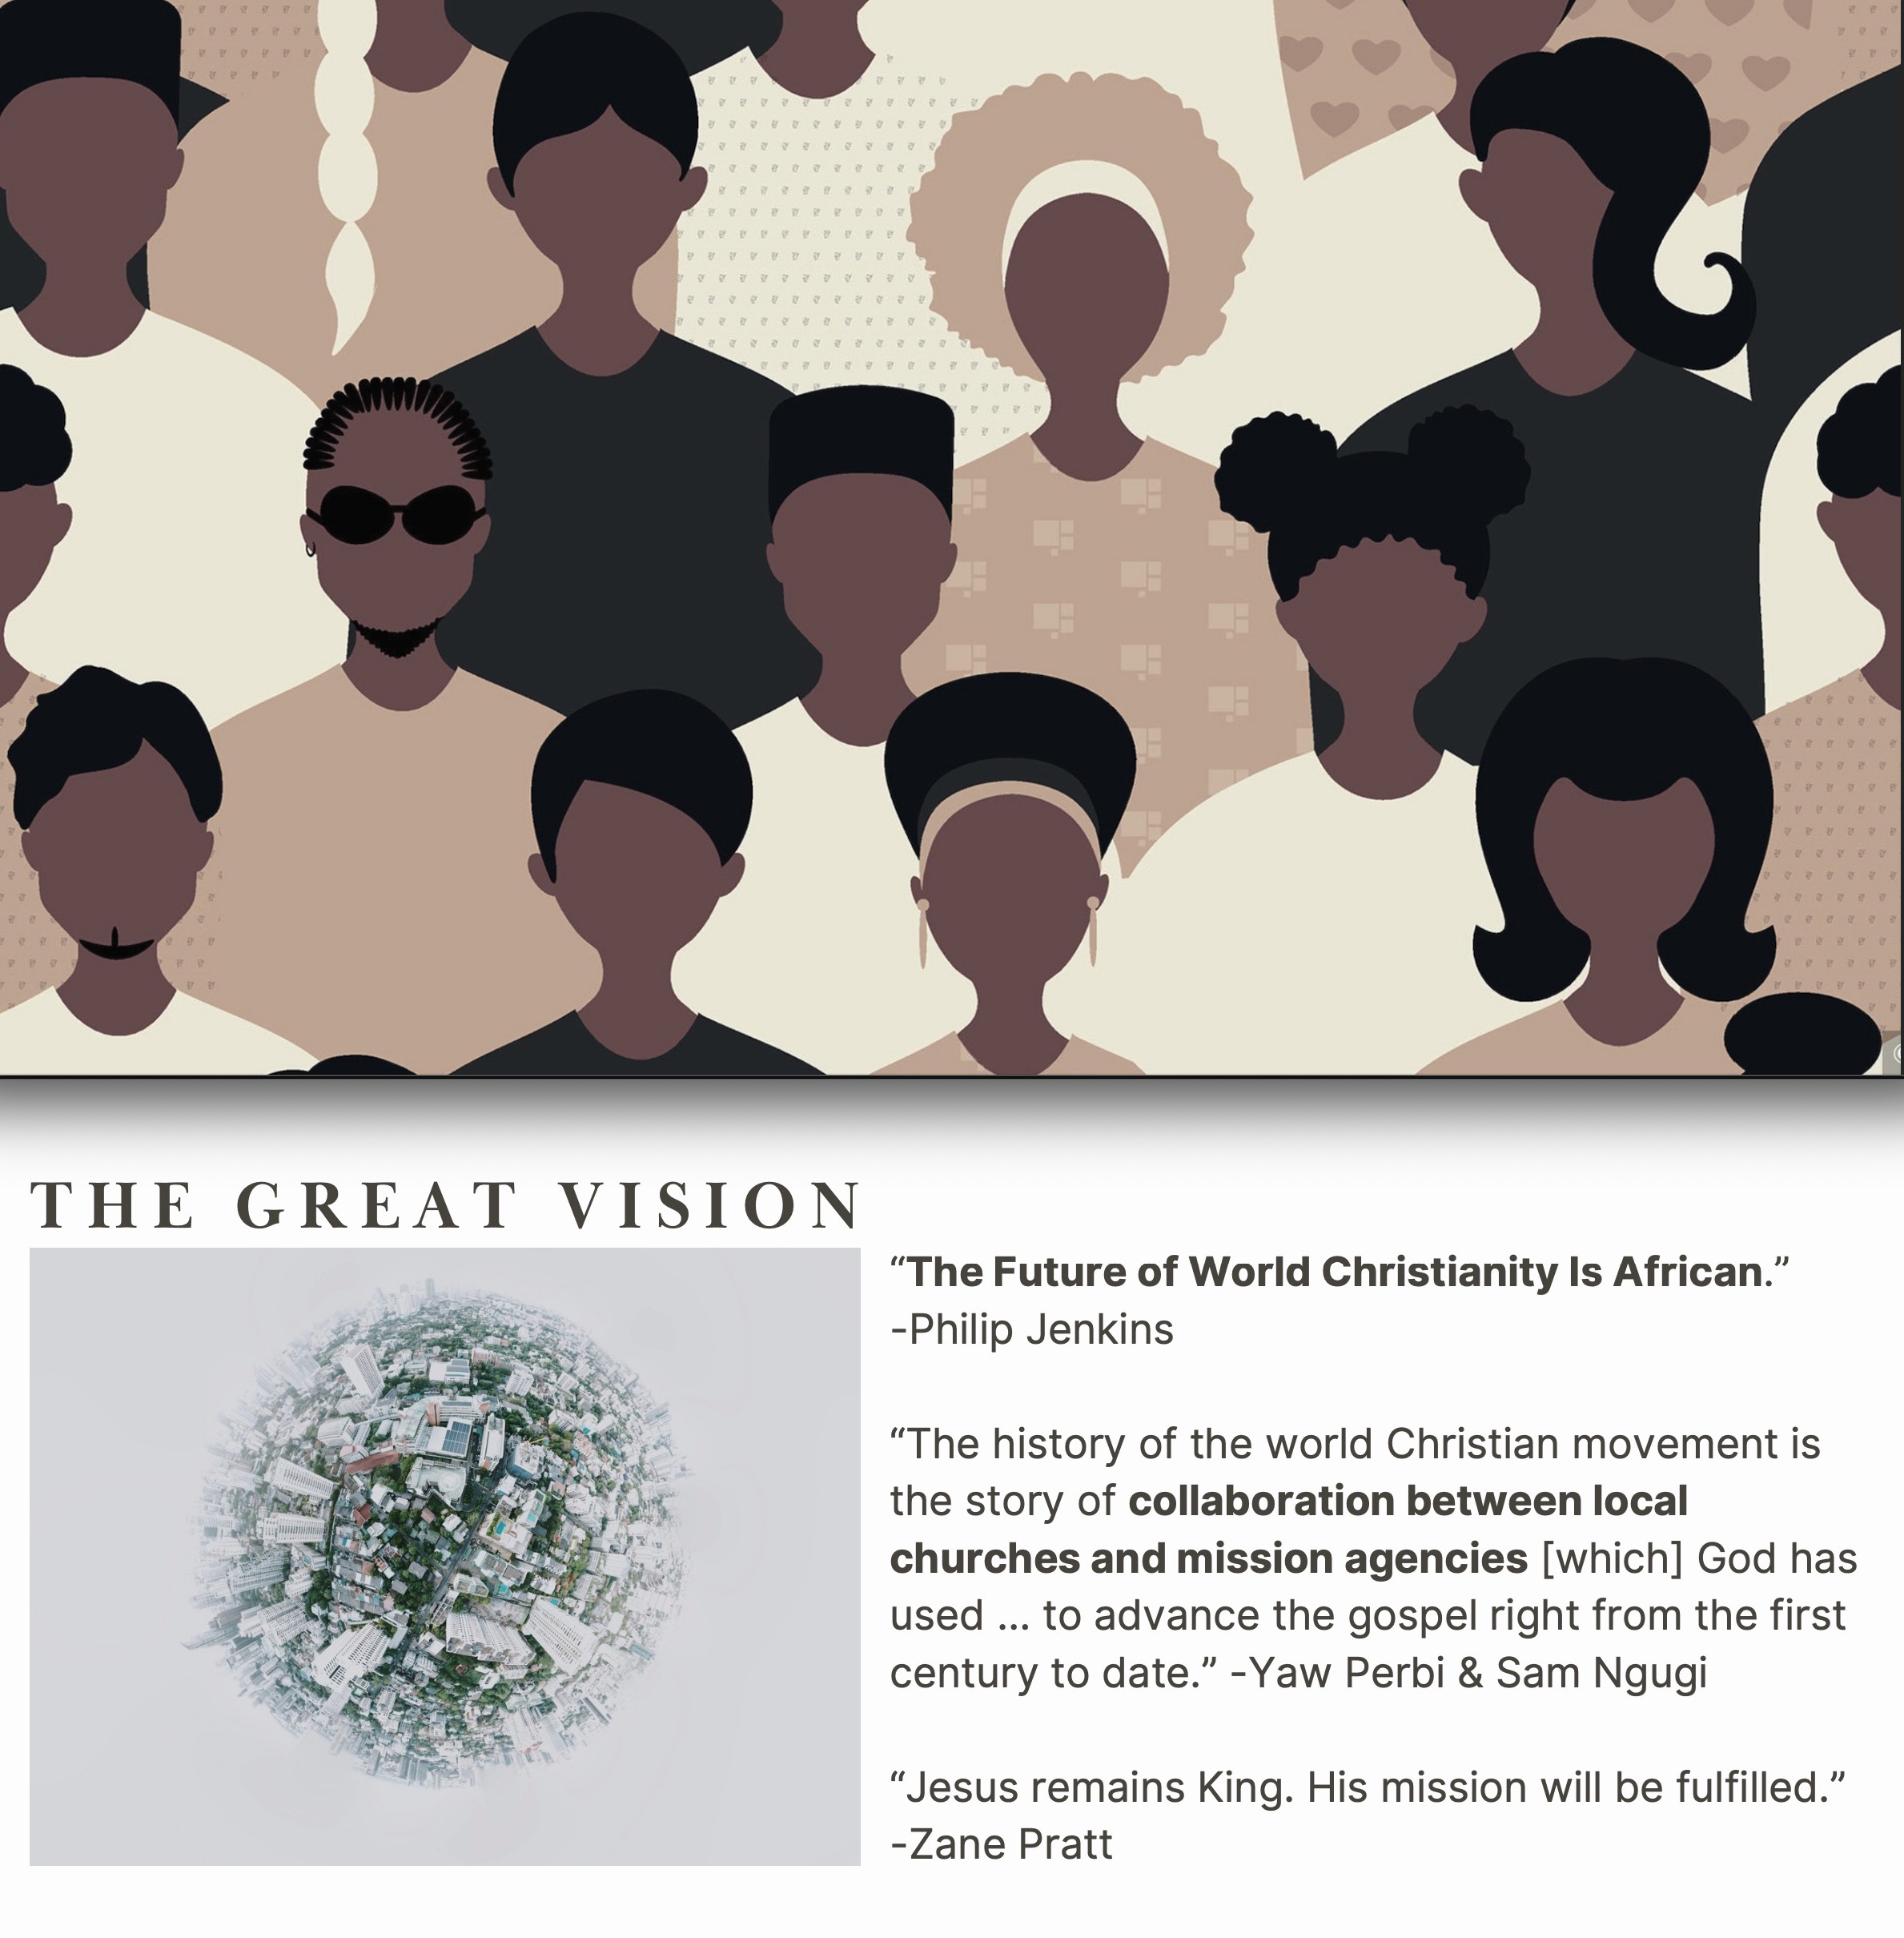 THE GREAT VISION
“The Future of World Christianity Is African.”
-Philip Jenkins
“The history of the world Christian movement is
the story of collaboration between local
churches and mission agencies [which] God has
used ... to advance the gospel right from the first
century to date.” -Yaw Perbi & Sam Ngugi
“Jesus remains King. His mission will be fulfilled.”
-Zane Pratt